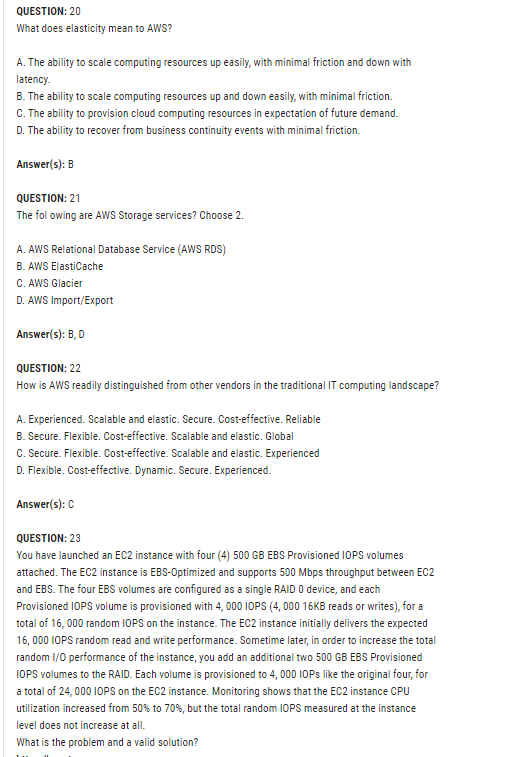 QUESTION: 20
What does elasticity mean to AWS?
A. The ability to scale computing resources up easily, with minimal friction and down with
latency.
B. The ability to scale computing resources up and down easily, with minimal friction.
C. The ability to provision cloud computing resources in expectation of future demand.
D. The ability to recover from business continuity events with minimal friction.
Answer(s): B
QUESTION: 21
The fol owing are AWS Storage services? Choose 2.
A. AWS Relational Database Service (AWS RDS)
B. AWS ElastiCache
C. AWS Glacier
D. AWS Import/Export
Answer(s): B, D
QUESTION: 22
How is AWS readily distinguished from other vendors in the traditional IT computing landscape?
A. Experienced. Scalable and elastic. Secure. Cost-effective. Reliable
B. Secure. Flexible. Cost-effective. Scalable and elastic. Global
C. Secure. Flexible. Cost-effective. Scalable and elastic. Experienced
D. Flexible. Cost-effective. Dynamic. Secure. Experienced.
Answer(s): C
QUESTION: 23
You have launched an EC2 instance with four (4) 500 GB EBS Provisioned IOPS volumes
attached. The EC2 instance is EBS-Optimized and supports 500 Mbps throughput between EC2
and EBS. The four EBS volumes are configured as a single RAID 0 device, and each
Provisioned IOPS volume is provisioned with 4, 000 IOPS (4, 000 16KB reads or writes), for a
total of 16, 000 random IOPS on the instance. The EC2 instance initially delivers the expected
16, 000 IOPS random read and write performance. Sometime later, in order to increase the total
random I/O performance of the instance, you add an additional two 500 GB EBS Provisioned
IOPS volumes to the RAID. Each volume is provisioned to 4, 000 IOPs like the original four, for
a total of 24, 000 IOPS on the EC2 instance. Monitoring shows that the EC2 instance CPU
utilization increased from 50% to 70%, but the total random IOPS measured at the instance
level does not increase at all.
What is the problem and a valid solution?